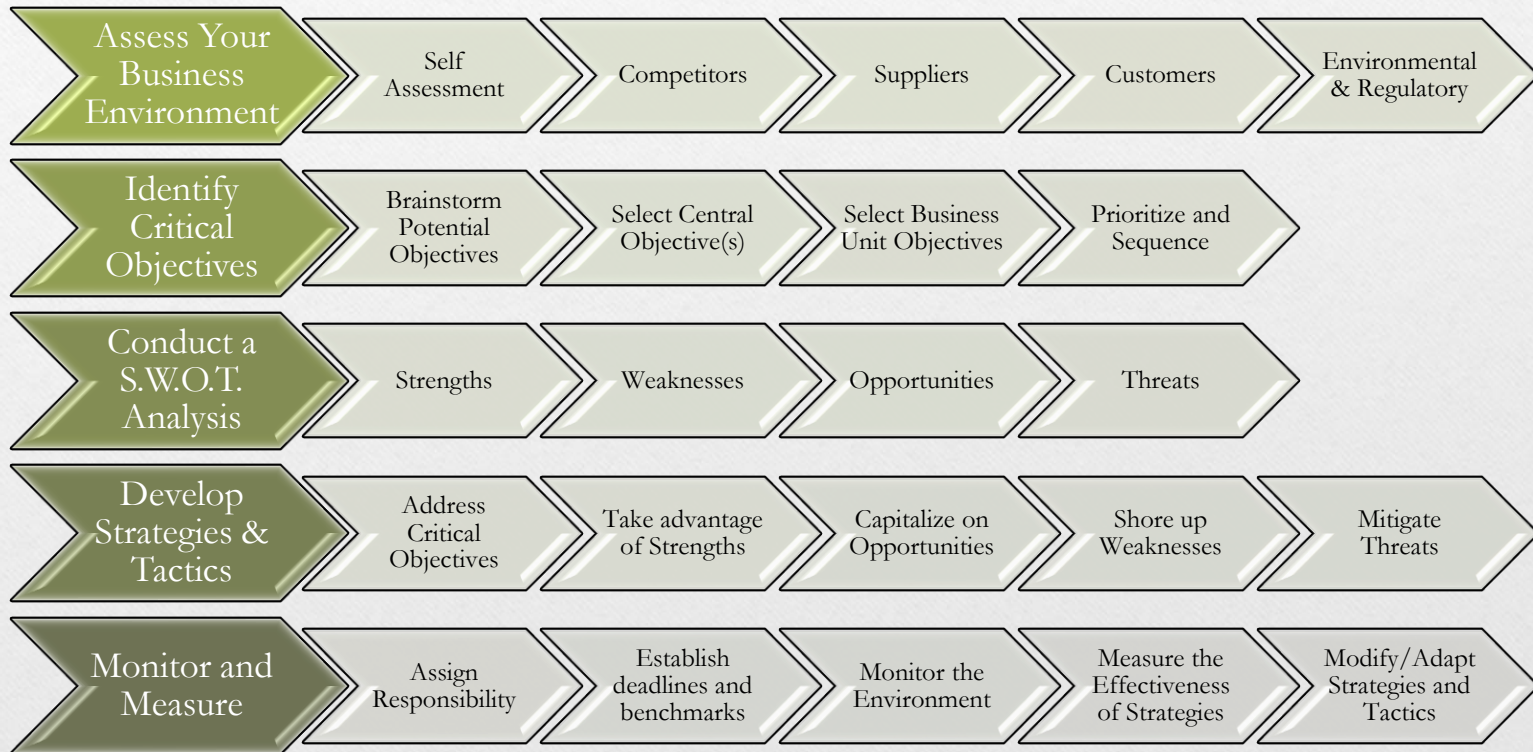 Assess Your
Business
Environment
Self
Assessment
Competitors
Suppliers
Customers
Environmental
& Regulatory
Identify
Critical
Objectives
Brainstorm
Potential
Objectives
Select Central
Objective(s)
Select Business
Unit Objectives
Prioritize and
Sequence
Conduct a
S.W.O.T.
Analysis
Strengths
Weaknesses
Opportunities
Threats
Develop
Strategies &
Tactics
Address
Critical
Objectives
Take advantage
of Strengths
Capitalize on
Opportunities
Shore up
Weaknesses
Mitigate
Threats
Monitor and
Measure
Assign
Responsibility
Establish
deadlines and
benchmarks
Monitor the
Environment
Measure the
Effectiveness
of Strategies
Modify/Adapt
Strategies and
Tactics